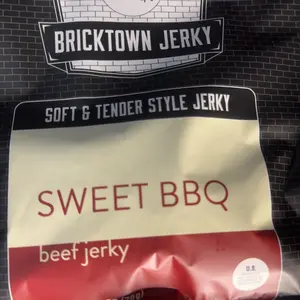 BRICKTOWN JERKY
SOFT & TENDER STYLE JERKY
SWEET BBQ
beef jerky